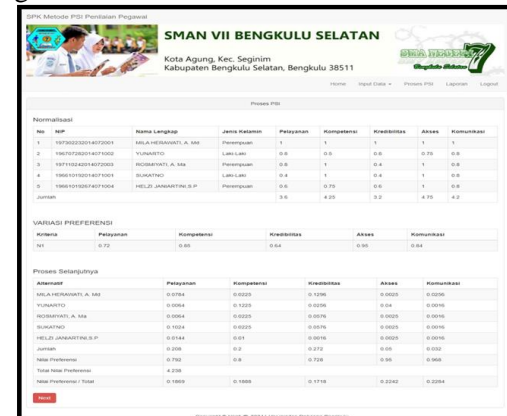 SPK Metode PSI Penilaian Pegawai
SMAN VII BENGKULU SELATAN
Kota Agung, Kec. Seginim
Kabupaten Bengkulu Selatan, Bengkulu 38511
SMA NEGERI 7
Bengkulu Selatan
Home Input Data Proses PSI Laporan Logout
Proses PSI
Normalisasi
No NIP Nama Lengkap Jenis Kelamin Pelayanan Kompetensi Kredibilitas Akses Komunikasi
1 MILA HERAWATI, A. Md Perempuan 1 1 1 1 1
2 YUNARTO Laki-Laki 0.8 0.5 0.8 0.75 0.8
3 ROSMIYATI, A. Ma Perempuan 0.8 1 0.4 1 0.8
4 SUKATNO Laki-Laki 0.4 1 0.4 1 0.8
5 HELZI JANIARTINI,S.P Perempuan 0.6 0.75 0.6 1 0.8
Jumlah 3.6 4.25 3.2 4.75 4.2
VARIASI PREFERENSI
Kriteria Pelayanan Kompetensi Kredibilitas Akses Komunikasi
N1 0.72 0.85 0.64 0.95 0.84
Proses Selanjutnya
Alternatif Pelayanan Kompetensi Kredibilitas Akses Komunikasi
MILA HERAWATI, A. Md 0.0784 0.0225 0.1296 0.0025 0.0256
YUNARTO 0.0064 0.1225 0.0256 0.04 0.0016
ROSMIYATI, A. Ma 0.0064 0.0225 0.0576 0.0025 0.0016
SUKATNO 0.1024 0.0225 0.0576 0.0025 0.0016
HELZI JANIARTINI,S.P 0.0144 0.01 0.0016 0.0025 0.0016
Jumlah 0.208 0.2 0.272 0.05 0.032
Nilai Preferensi 0.792 0.8 0.728 0.95 0.968
Total Nilai Preferensi 4.238
Nilai Preferensi / Total 0.1869 0.1888 0.1718 0.2242 0.2284
Next